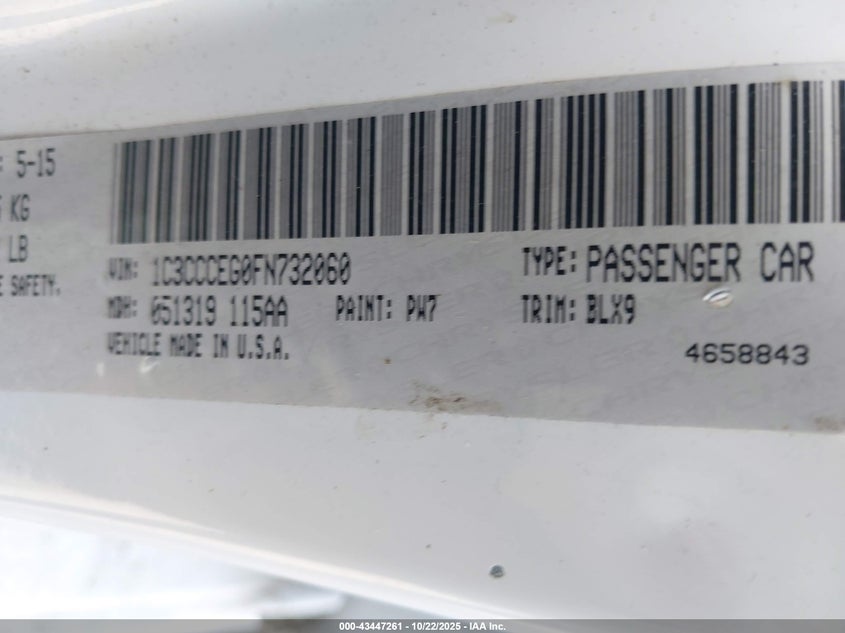 : 5-15
KG
LB
E SAFETY.
VIN: 1C3CCCEG0FN732060 TYPE: PASSENGER CAR
MDH: 051319 115AA PAINT: PW7 TRIM: BLX9
VEHICLE MADE IN U.S.A.
4658843
000-43447261 - 10/22/2025 - IAA Inc.